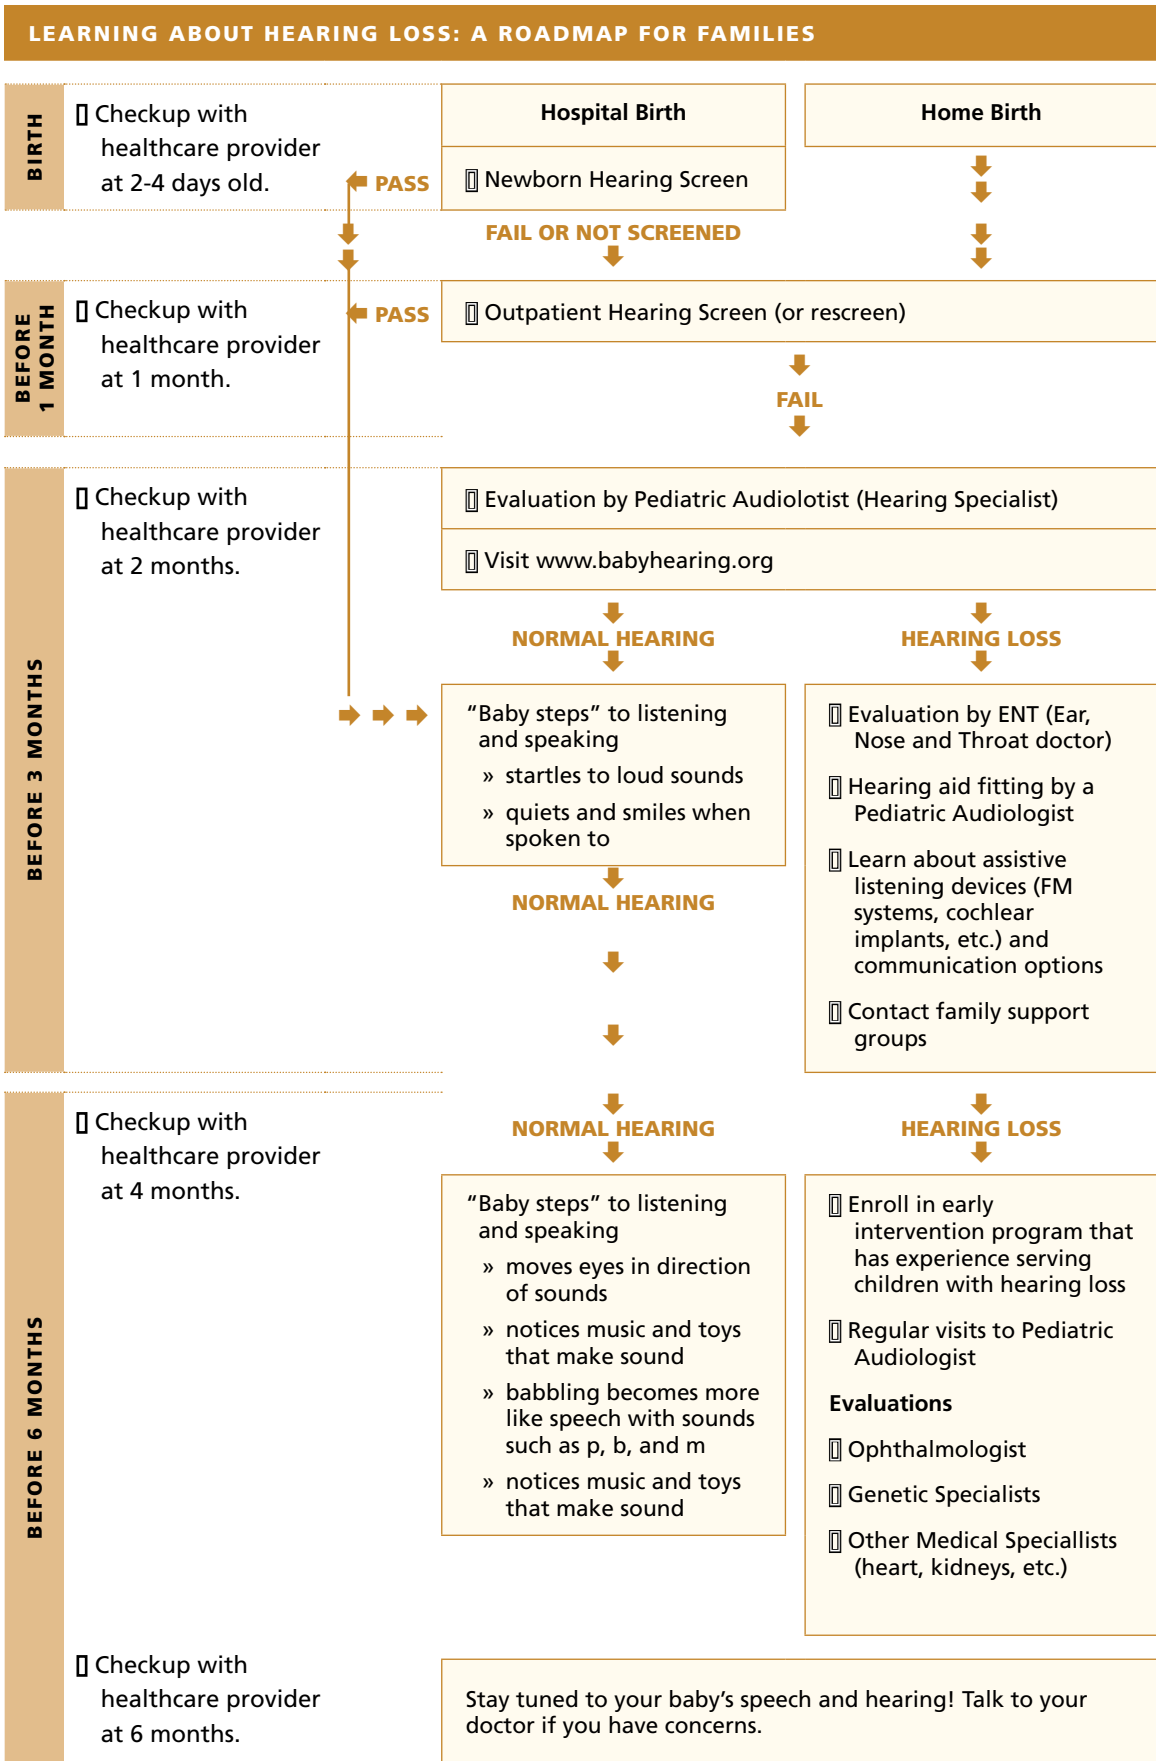 LEARNING ABOUT HEARING LOSS: A ROADMAP FOR FAMILIES
BIRTH
Checkup with
healthcare provider
at 2-4 days old.
Hospital Birth
Home Birth
PASS
Newborn Hearing Screen
FAIL OR NOT SCREENED
BEFORE
1 MONTH
Checkup with
healthcare provider
at 1 month.
PASS
Outpatient Hearing Screen (or rescreen)
FAIL
BEFORE 3 MONTHS
Checkup with
healthcare provider
at 2 months.
Evaluation by Pediatric Audiolotist (Hearing Specialist)
Visit www.babyhearing.org
NORMAL HEARING
HEARING LOSS
“Baby steps” to listening
and speaking
» startles to loud sounds
» quiets and smiles when
spoken to
NORMAL HEARING
Evaluation by ENT (Ear,
Nose and Throat doctor)
Hearing aid fitting by a
Pediatric Audiologist
Learn about assistive
listening devices (FM
systems, cochlear
implants, etc.) and
communication options
Contact family support
groups
BEFORE 6 MONTHS
Checkup with
healthcare provider
at 4 months.
NORMAL HEARING
HEARING LOSS
“Baby steps” to listening
and speaking
» moves eyes in direction
of sounds
» notices music and toys
that make sound
» babbling becomes more
like speech with sounds
such as p, b, and m
» notices music and toys
that make sound
Enroll in early
intervention program that
has experience serving
children with hearing loss
Regular visits to Pediatric
Audiologist
Evaluations
Ophthalmologist
Genetic Specialists
Other Medical Speciallists
(heart, kidneys, etc.)
Checkup with
healthcare provider
at 6 months.
Stay tuned to your baby’s speech and hearing! Talk to your
doctor if you have concerns.